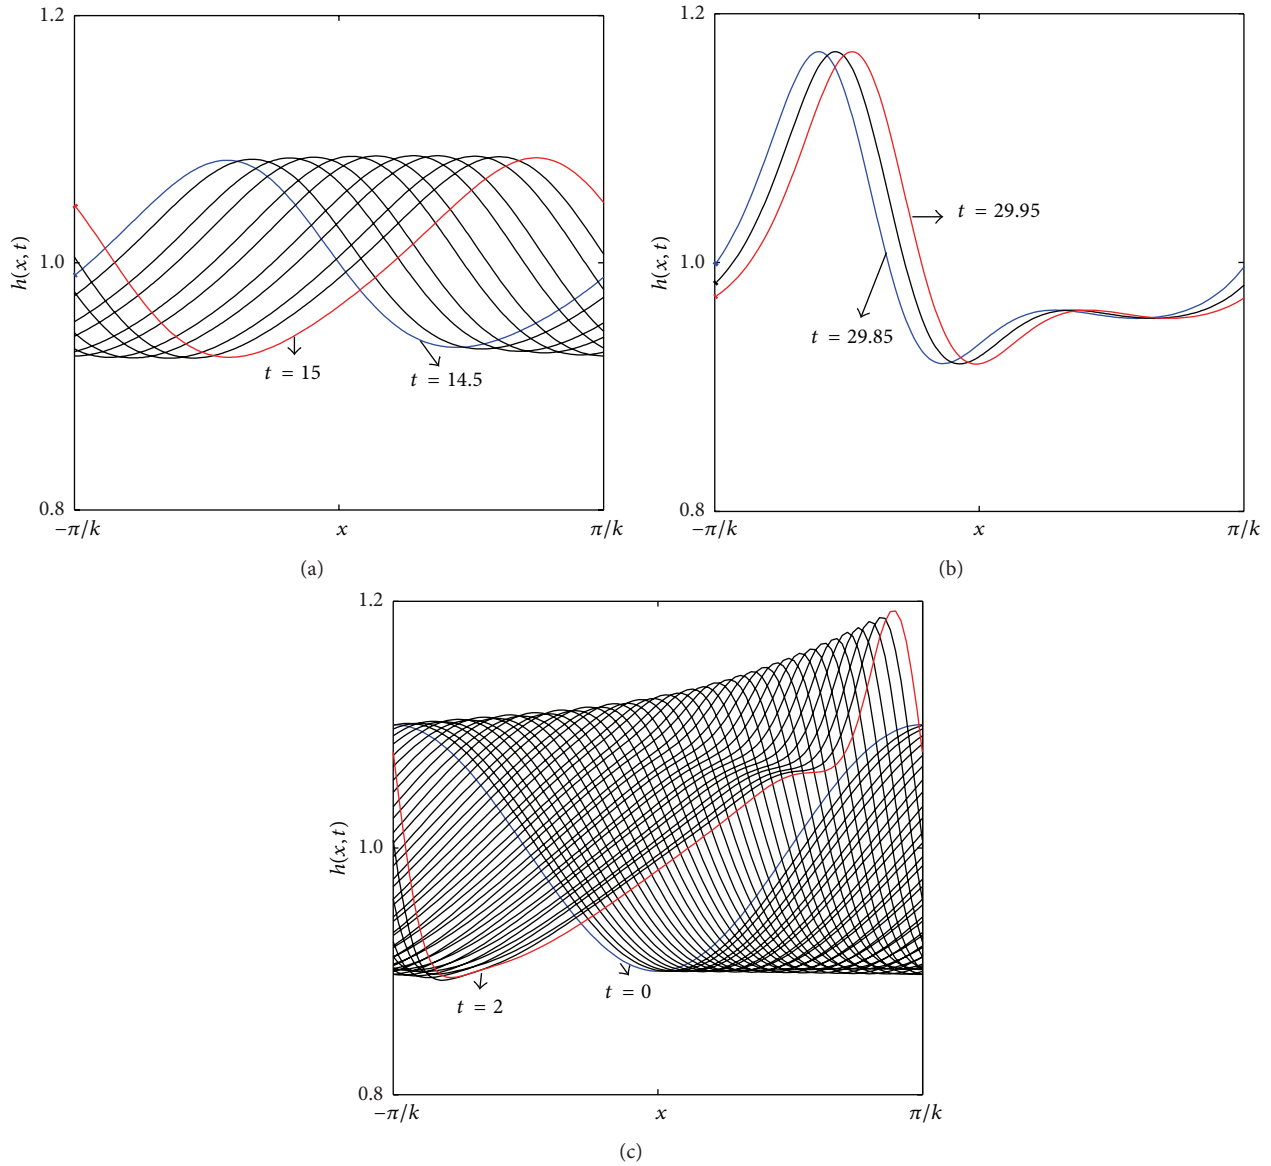 1.2
1.0
0.8
h(x, t)
t = 15
t = 14.5
−π/k
x
π/k
(a)
1.2
1.0
0.8
h(x, t)
t = 29.95
t = 29.85
−π/k
x
π/k
(b)
1.2
1.0
0.8
h(x, t)
t = 2
t = 0
−π/k
x
π/k
(c)